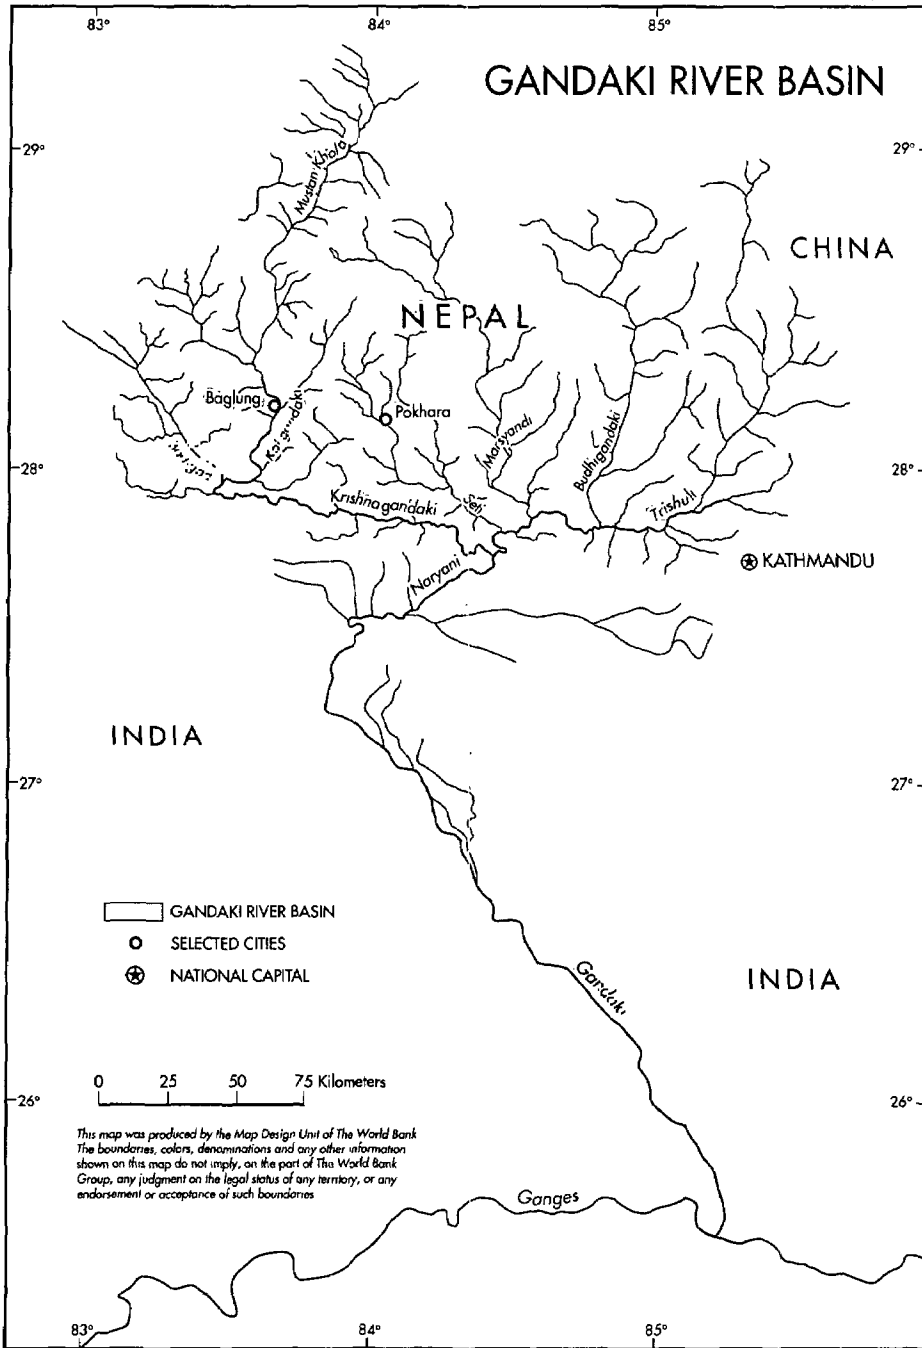 83°
84°
85°
GANDAKI RIVER BASIN
29°
29°
Mustan Khola
CHINA
NEPAL
Baglung
Pokhara
Kaligandaki
Marsyandi
Budhigandaki
28°
28°
Krishnagandaki
Seti
Trishuli
KATHMANDU
Naryani
INDIA
27°
27°
GANDAKI RIVER BASIN
SELECTED CITIES
NATIONAL CAPITAL
Gandaki
INDIA
0 25 50 75 Kilometers
26°
26°
This map was produced by the Map Design Unit of The World Bank
The boundaries, colors, denominations and any other information
shown on this map do not imply, on the part of The World Bank
Group, any judgment on the legal status of any territory, or any
endorsement or acceptance of such boundaries
Ganges
83°
84°
85°